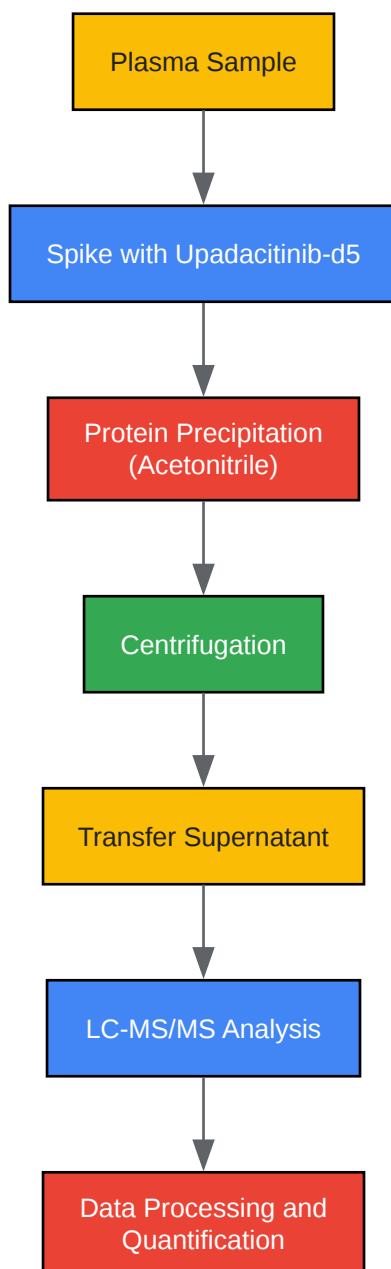 Plasma Sample
Spike with Upadacitinib-d5
Protein Precipitation
(Acetonitrile)
Centrifugation
Transfer Supernatant
LC-MS/MS Analysis
Data Processing and
Quantification